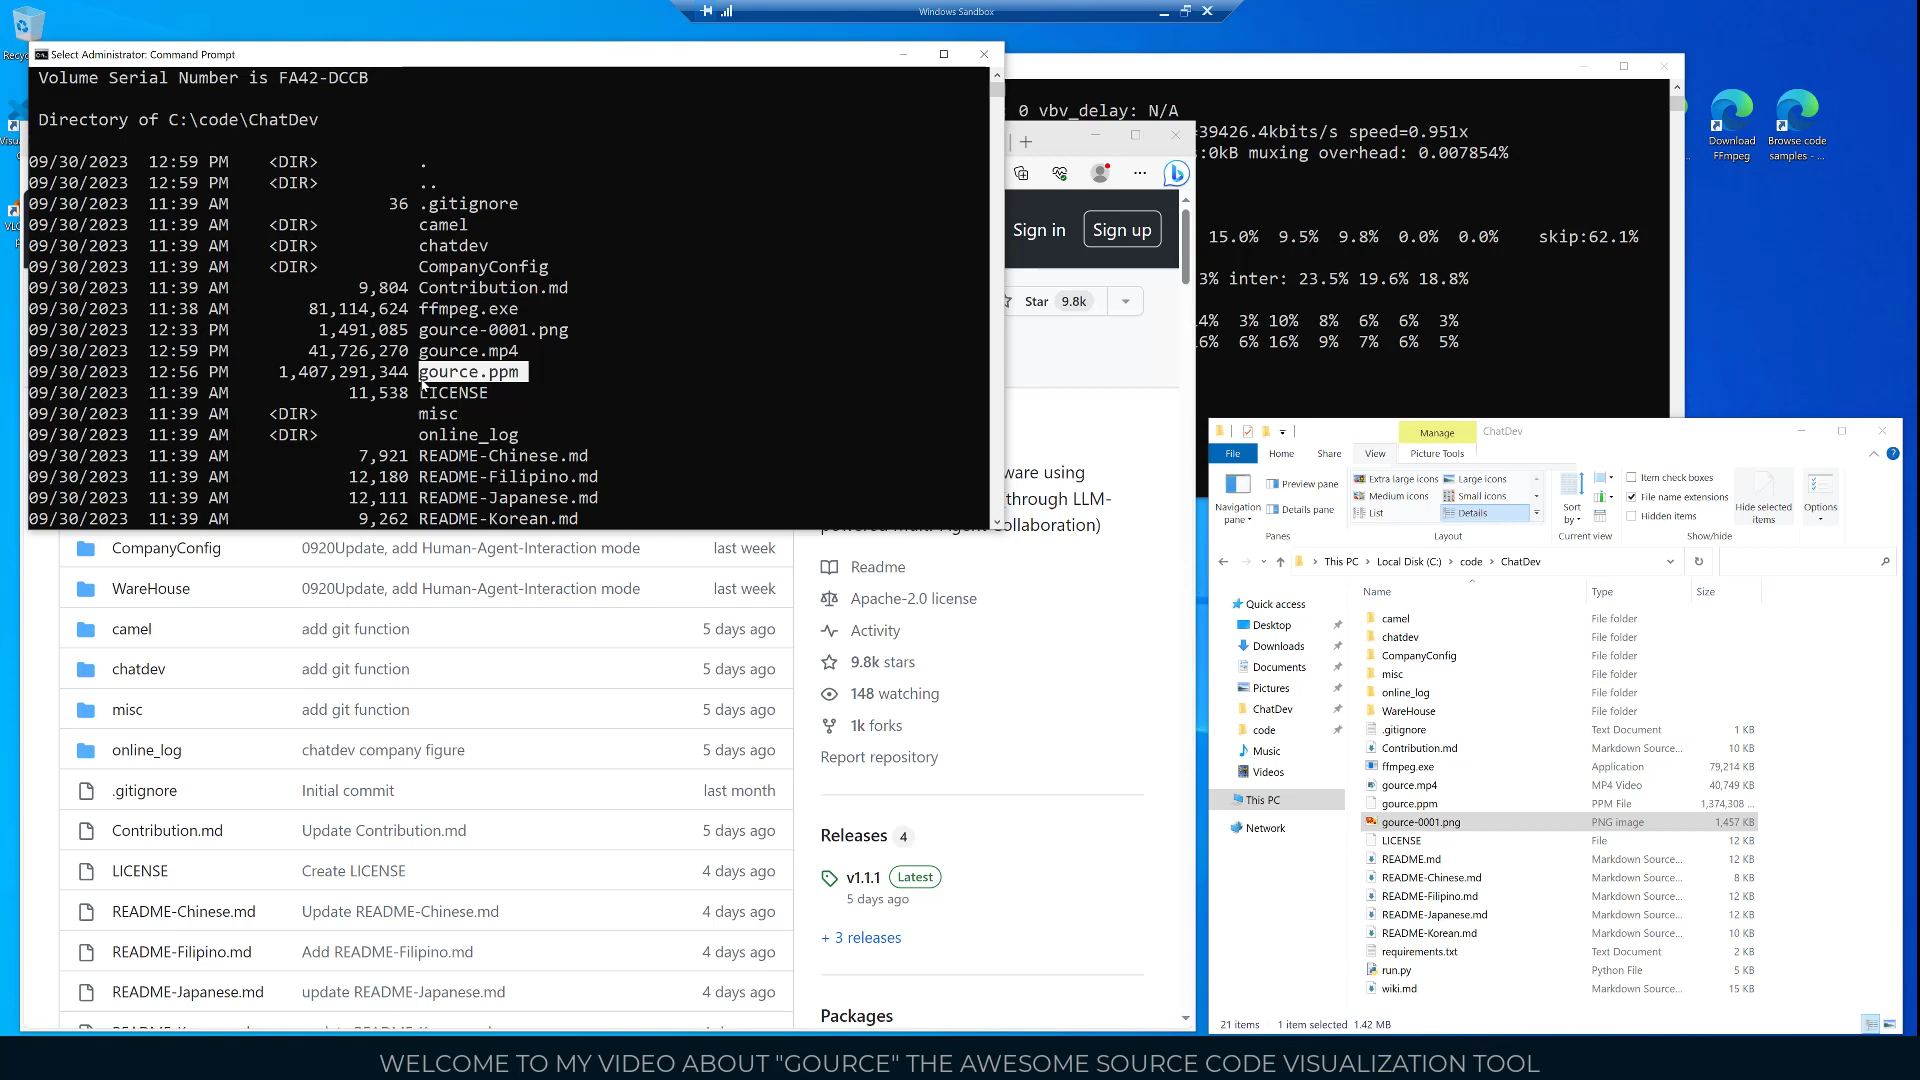 Windows Sandbox
Select Administrator: Command Prompt
Volume Serial Number is FA42-DCCB
Directory of C:\code\ChatDev
09/30/2023 12:59 PM <DIR> .
09/30/2023 12:59 PM <DIR> ..
09/30/2023 11:39 AM 36 .gitignore
09/30/2023 11:39 AM <DIR> camel
09/30/2023 11:39 AM <DIR> chatdev
09/30/2023 11:39 AM <DIR> CompanyConfig
09/30/2023 11:39 AM 9,804 Contribution.md
09/30/2023 11:38 AM 81,114,624 ffmpeg.exe
09/30/2023 12:33 PM 1,491,085 gource-0001.png
09/30/2023 12:59 PM 41,726,270 gource.mp4
09/30/2023 12:56 PM 1,407,291,344 gource.ppm
09/30/2023 11:39 AM 11,538 LICENSE
09/30/2023 11:39 AM <DIR> misc
09/30/2023 11:39 AM <DIR> online_log
09/30/2023 11:39 AM 7,921 README-Chinese.md
09/30/2023 11:39 AM 12,180 README-Filipino.md
09/30/2023 11:39 AM 12,111 README-Japanese.md
09/30/2023 11:39 AM 9,262 README-Korean.md
0 vbv_delay: N/A
=39426.4kbits/s speed=0.951x
:0kB muxing overhead: 0.007854%
15.0% 9.5% 9.8% 0.0% 0.0% skip:62.1%
3% inter: 23.5% 19.6% 18.8%
14% 3% 10% 8% 6% 6% 3%
16% 6% 16% 9% 7% 6% 5%
Download FFmpeg
Browse code samples - ...
Sign in
Sign up
Star 9.8k
ware using
through LLM-
powered Multi-Agent Collaboration)
Readme
Apache-2.0 license
Activity
9.8k stars
148 watching
1k forks
Report repository
Releases 4
v1.1.1 Latest
5 days ago
+ 3 releases
Packages
CompanyConfig 0920Update, add Human-Agent-Interaction mode last week
WareHouse 0920Update, add Human-Agent-Interaction mode last week
camel add git function 5 days ago
chatdev add git function 5 days ago
misc add git function 5 days ago
online_log chatdev company figure 5 days ago
.gitignore Initial commit last month
Contribution.md Update Contribution.md 5 days ago
LICENSE Create LICENSE 4 days ago
README-Chinese.md Update README-Chinese.md 4 days ago
README-Filipino.md Add README-Filipino.md 4 days ago
README-Japanese.md update README-Japanese.md 4 days ago
Manage ChatDev
File Home Share View Picture Tools
Navigation pane
Preview pane
Details pane
Panes
Extra large icons Large icons
Medium icons Small icons
List Details
Layout
Sort by
Current view
Item check boxes
File name extensions
Hidden items
Hide selected items
Show/hide
Options
This PC > Local Disk (C:) > code > ChatDev
Quick access
Desktop
Downloads
Documents
Pictures
ChatDev
code
Music
Videos
This PC
Network
Name Type Size
camel File folder
chatdev File folder
CompanyConfig File folder
misc File folder
online_log File folder
WareHouse File folder
.gitignore Text Document 1 KB
Contribution.md Markdown Source... 10 KB
ffmpeg.exe Application 79,214 KB
gource.mp4 MP4 Video 40,749 KB
gource.ppm PPM File 1,374,308 ...
gource-0001.png PNG image 1,457 KB
LICENSE File 12 KB
README.md Markdown Source... 12 KB
README-Chinese.md Markdown Source... 8 KB
README-Filipino.md Markdown Source... 12 KB
README-Japanese.md Markdown Source... 12 KB
README-Korean.md Markdown Source... 10 KB
requirements.txt Text Document 2 KB
run.py Python File 5 KB
wiki.md Markdown Source... 15 KB
21 items 1 item selected 1.42 MB
WELCOME TO MY VIDEO ABOUT "GOURCE" THE AWESOME SOURCE CODE VISUALIZATION TOOL